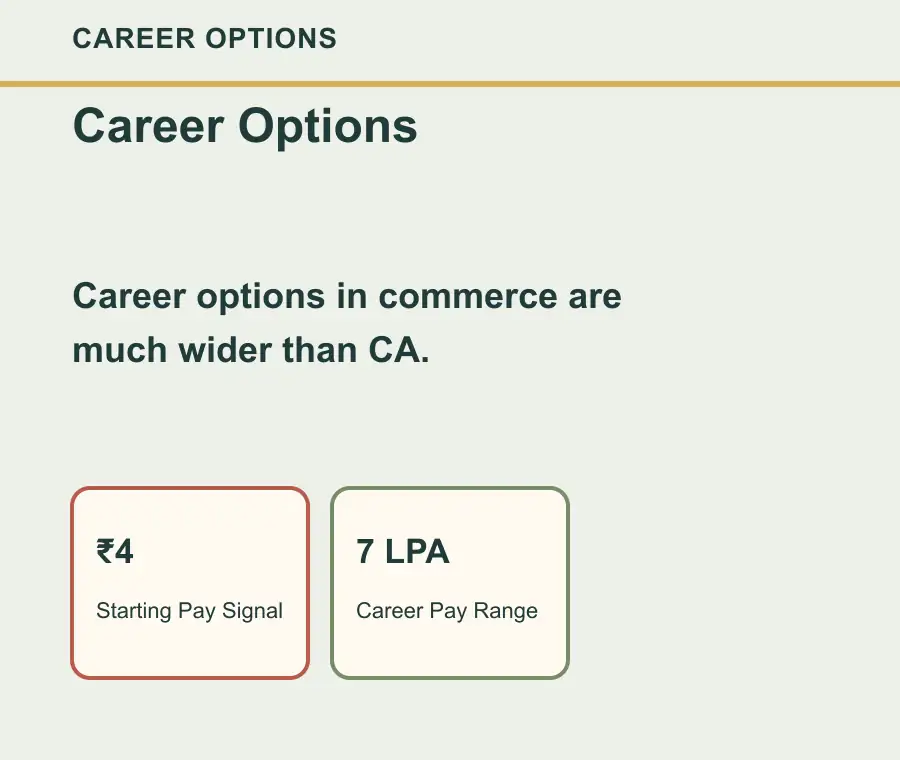 CAREER OPTIONS
Career Options
Career options in commerce are
much wider than CA.
₹4
Starting Pay Signal
7 LPA
Career Pay Range